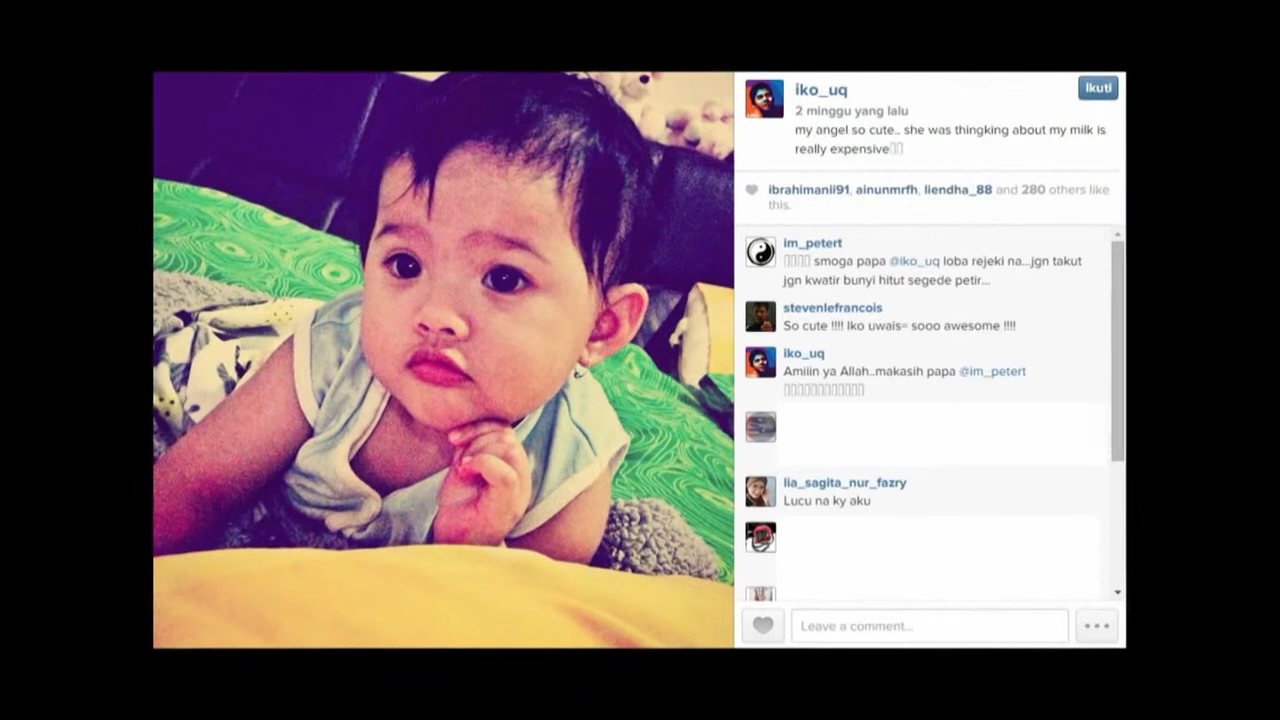 iko_uq
Ikuti
2 minggu yang lalu
my angel so cute.. she was thingking about my milk is
really expensive
ibrahimanii91, ainunmrfh, liendha_88 and 280 others like
this.
im_petert
smoga papa @iko_uq loba rejeki na...jgn takut
jgn kwatir bunyi hitut segede petir...
stevenlefrancois
So cute !!!! Iko uwais= sooo awesome !!!!
iko_uq
Amiiin ya Allah..makasih papa @im_petert
lia_sagita_nur_fazry
Lucu na ky aku
Leave a comment...